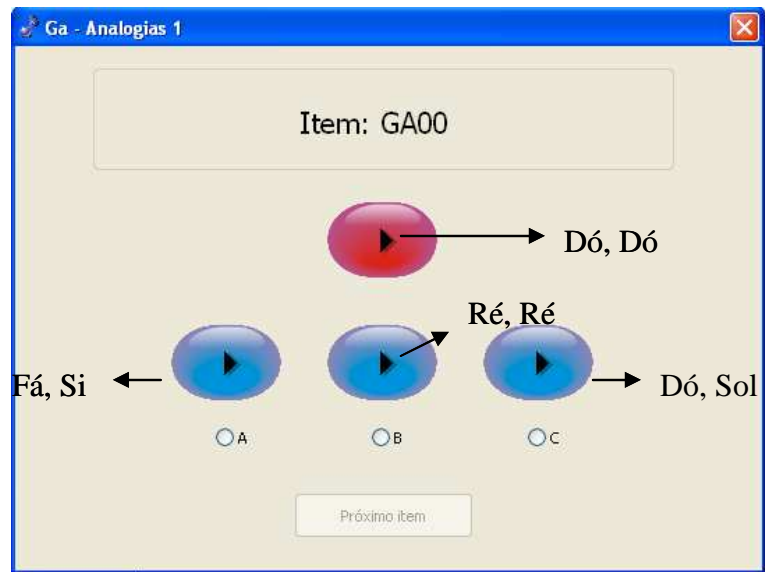 Ga - Analogias 1
Item: GA00
Dó, Dó
Ré, Ré
Fá, Si
Dó, Sol
A
B
C
Próximo item